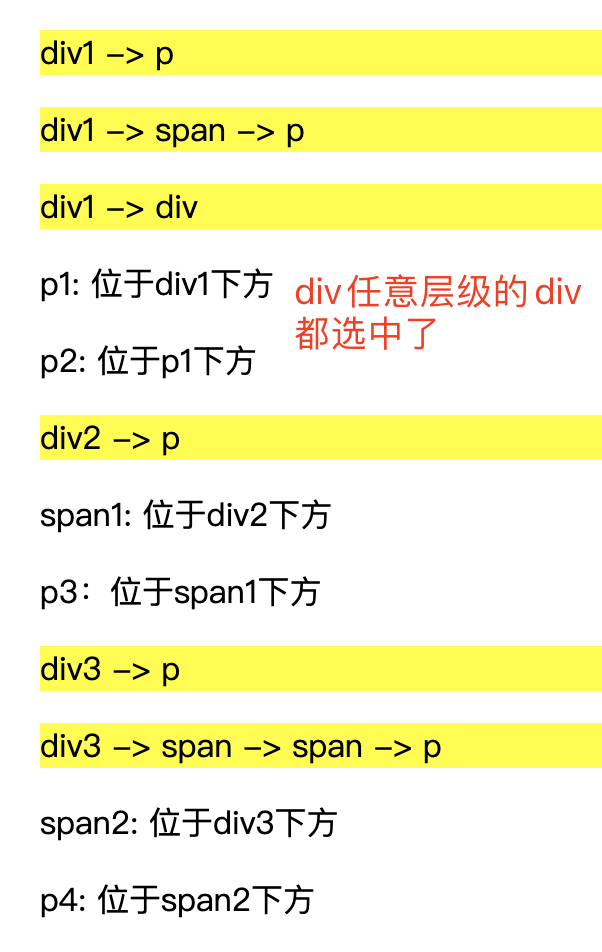 div1 –> p
div1 –> span –> p
div1 –> div
p1: 位于div1下方
div任意层级的div
都选中了
p2: 位于p1下方
div2 –> p
span1: 位于div2下方
p3：位于span1下方
div3 –> p
div3 –> span –> span –> p
span2: 位于div3下方
p4: 位于span2下方